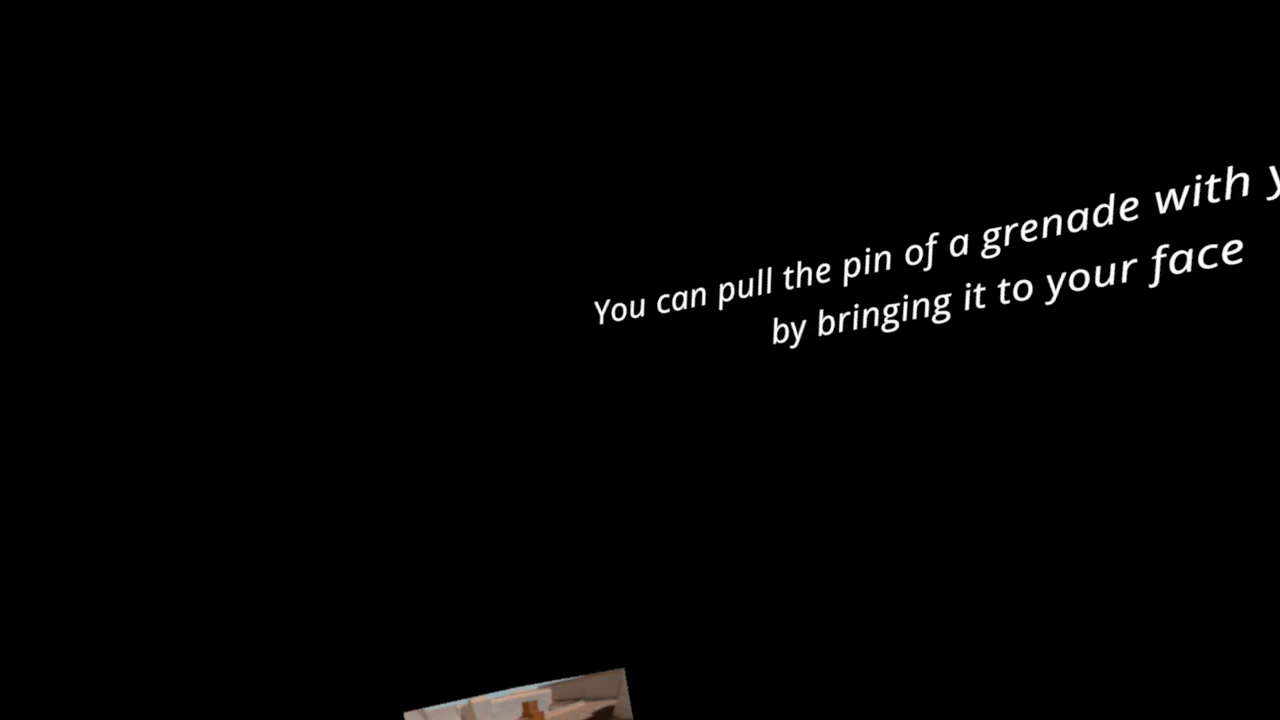 You can pull the pin of a grenade with
by bringing it to your face